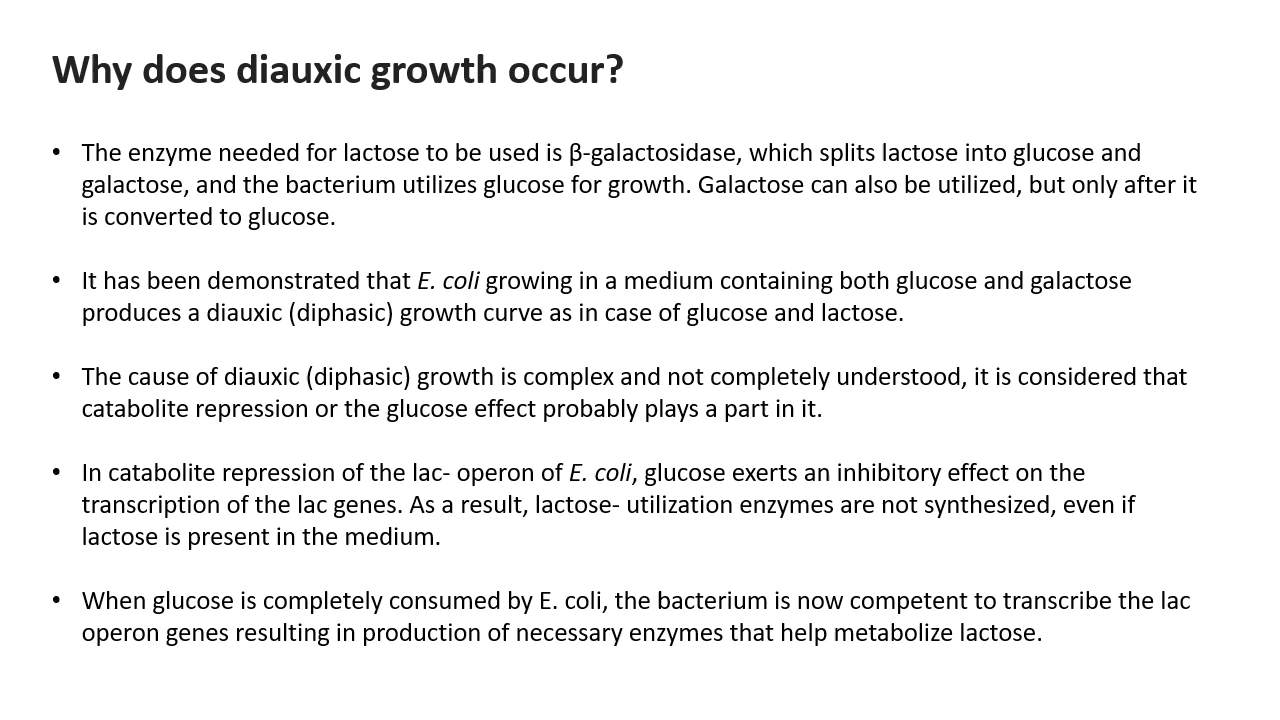 Why does diauxic growth occur?
• The enzyme needed for lactose to be used is β-galactosidase, which splits lactose into glucose and
galactose, and the bacterium utilizes glucose for growth. Galactose can also be utilized, but only after it
is converted to glucose.
• It has been demonstrated that E. coli growing in a medium containing both glucose and galactose
produces a diauxic (diphasic) growth curve as in case of glucose and lactose.
• The cause of diauxic (diphasic) growth is complex and not completely understood, it is considered that
catabolite repression or the glucose effect probably plays a part in it.
• In catabolite repression of the lac- operon of E. coli, glucose exerts an inhibitory effect on the
transcription of the lac genes. As a result, lactose- utilization enzymes are not synthesized, even if
lactose is present in the medium.
• When glucose is completely consumed by E. coli, the bacterium is now competent to transcribe the lac
operon genes resulting in production of necessary enzymes that help metabolize lactose.